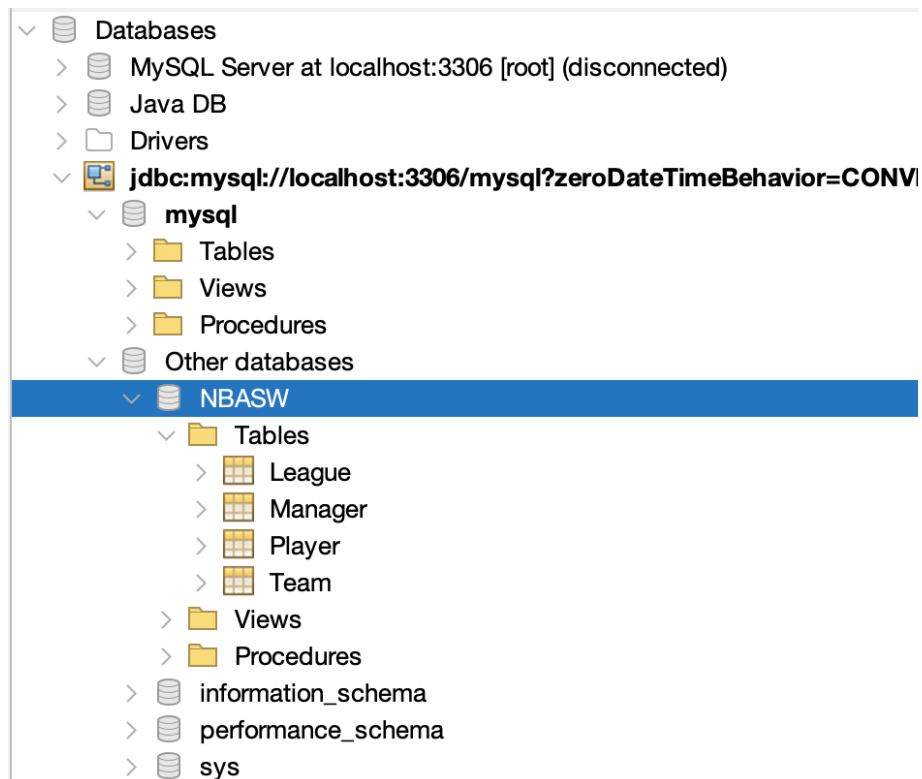 Databases
MySQL Server at localhost:3306 [root] (disconnected)
Java DB
Drivers
jdbc:mysql://localhost:3306/mysql?zeroDateTimeBehavior=CONV
mysql
Tables
Views
Procedures
Other databases
NBASW
Tables
League
Manager
Player
Team
Views
Procedures
information_schema
performance_schema
sys